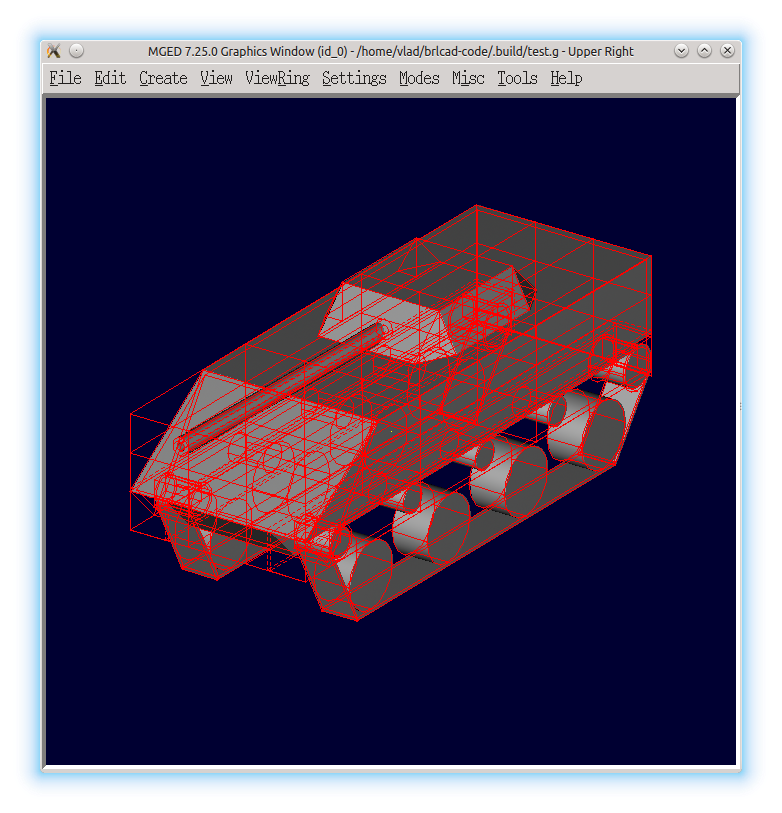 MGED 7.25.0 Graphics Window (id_0) - /home/vlad/brlcad-code/.build/test.g - Upper Right
File Edit Create View ViewRing Settings Modes Misc Tools Help